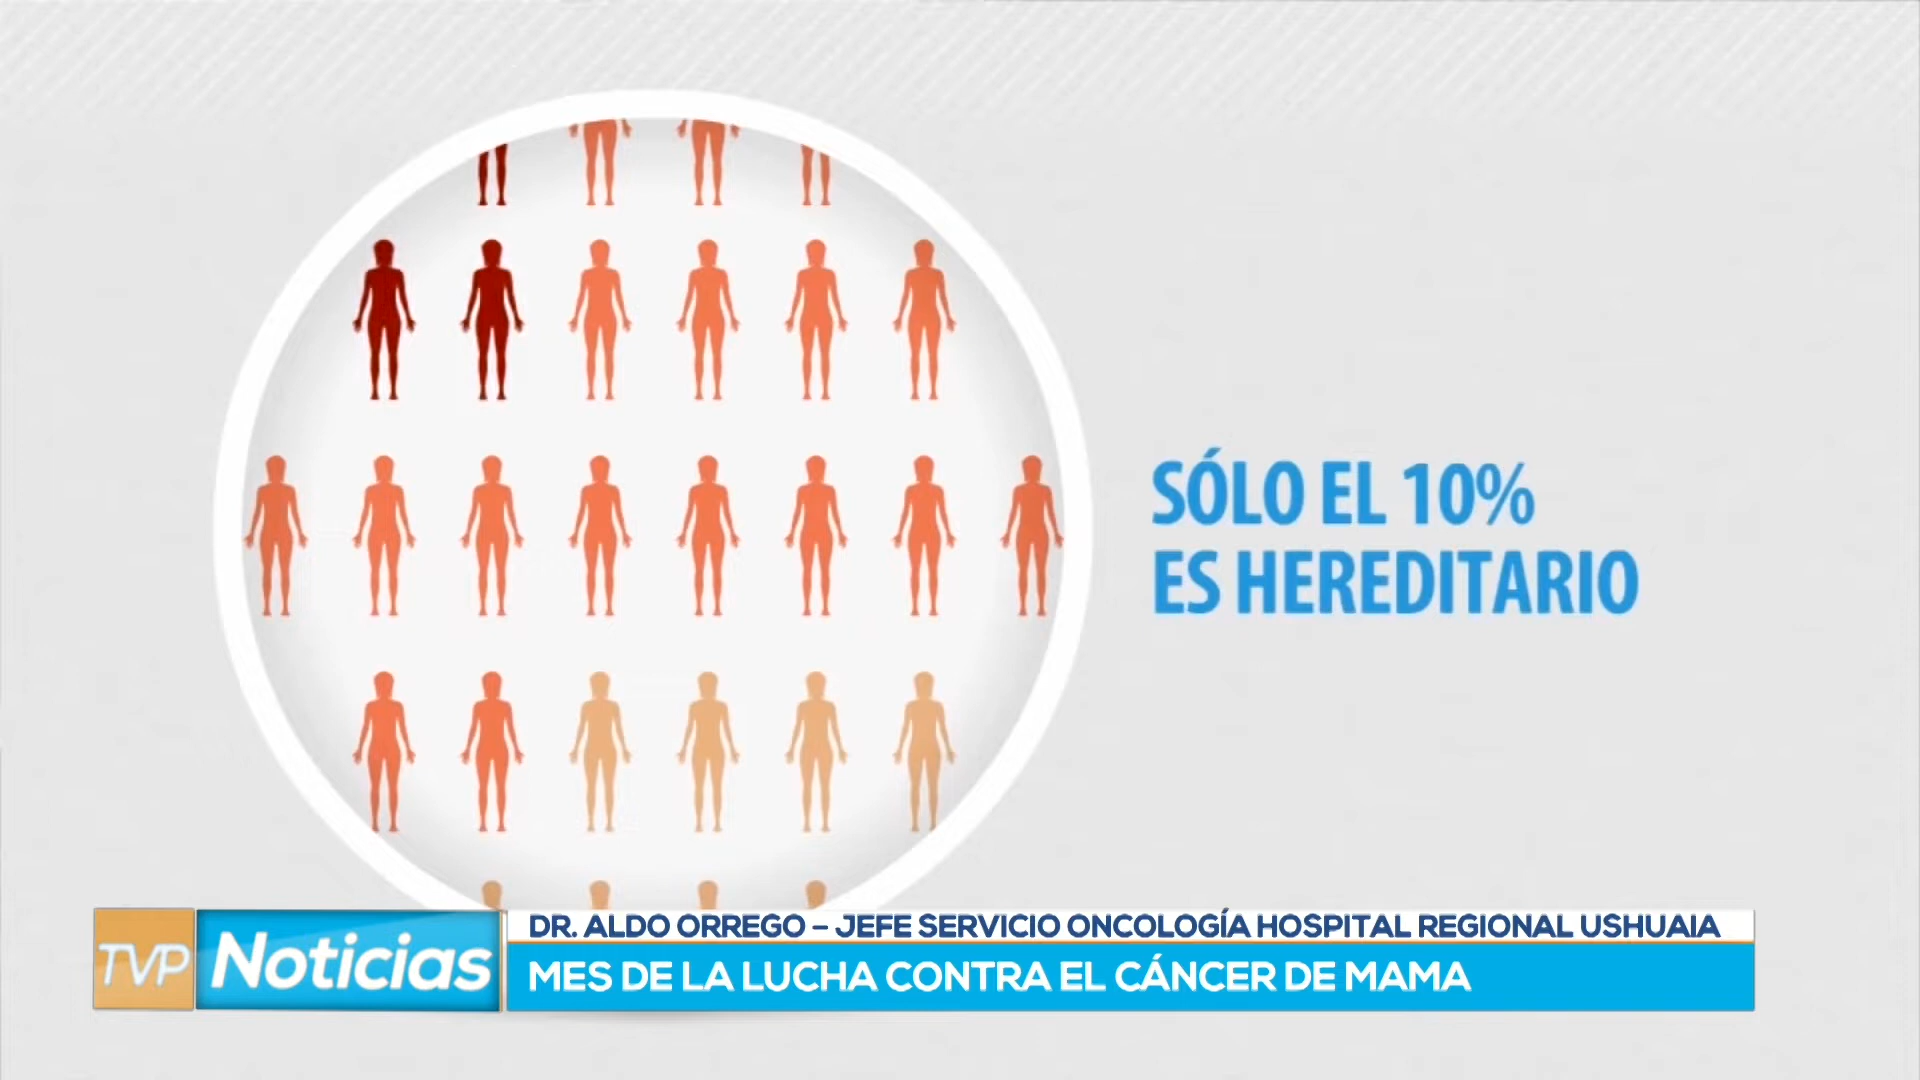 SÓLO EL 10%
ES HEREDITARIO
DR. ALDO ORREGO – JEFE SERVICIO ONCOLOGÍA HOSPITAL REGIONAL USHUAIA
TVP Noticias
MES DE LA LUCHA CONTRA EL CÁNCER DE MAMA